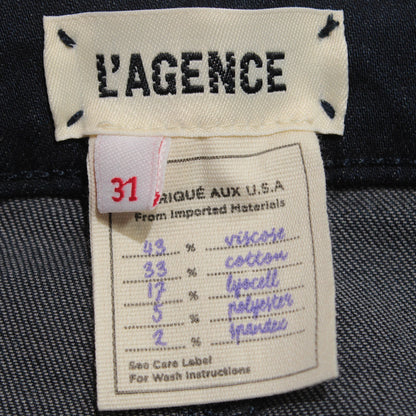 L'AGENCE
31
RIQUÉ AUX U.S.A
From Imported Materials
43 % viscose
33 % cotton
17 % lyocell
5 % polyester
2 % spandex
See Care Label
For Wash Instructions